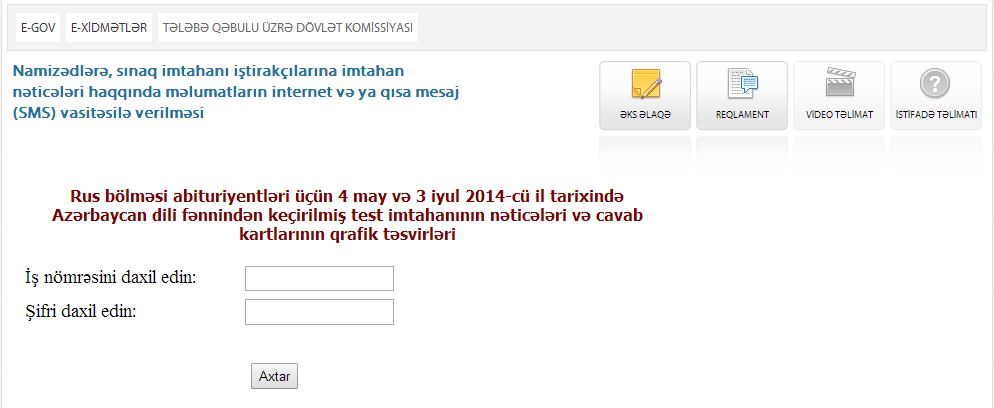 E-GOV E-XİDMƏTLƏR TƏLƏBƏ QƏBULU ÜZRƏ DÖVLƏT KOMİSSİYASI
Namizədlərə, sınaq imtahanı iştirakçılarına imtahan
nəticələri haqqında məlumatların internet və ya qısa mesaj
(SMS) vasitəsilə verilməsi
ƏKS ƏLAQƏ REQLAMENT VİDEO TƏLİMAT İSTİFADƏ TƏLİMATI
Rus bölməsi abituriyentləri üçün 4 may və 3 iyul 2014-cü il tarixində
Azərbaycan dili fənnindən keçirilmiş test imtahanının nəticələri və cavab
kartlarının qrafik təsvirləri
İş nömrəsini daxil edin:
Şifri daxil edin:
Axtar